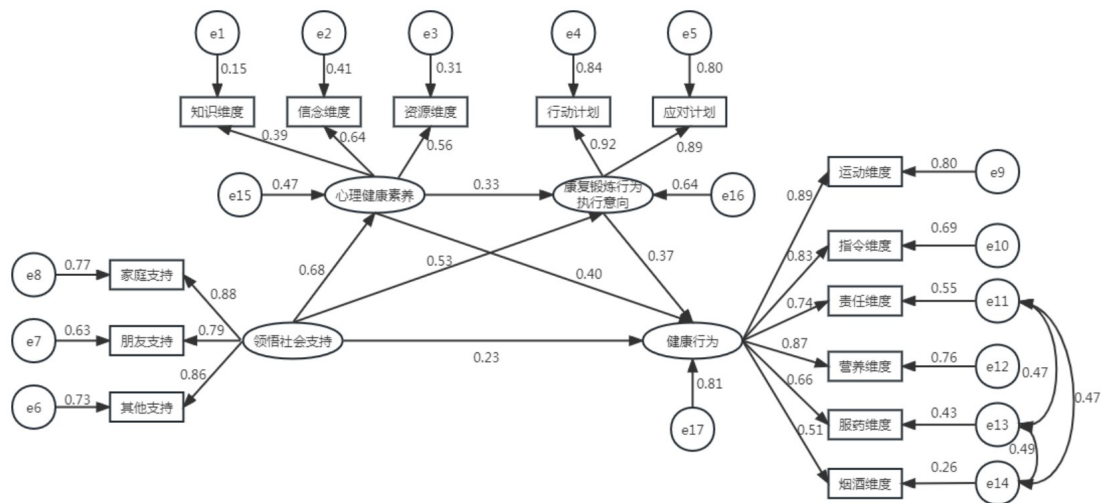 e1
e2
e3
e4
e5
0.15
0.41
0.31
0.84
0.80
知识维度
信念维度
资源维度
行动计划
应对计划
0.39
0.64
0.56
0.92
0.89
e15
0.47
心理健康素养
0.33
康复锻炼行为
执行意向
0.64
e16
0.89
运动维度
0.80
e9
0.83
指令维度
0.69
e10
e8
0.77
家庭支持
0.88
0.68
0.53
0.40
0.37
0.74
责任维度
0.55
e11
e7
0.63
朋友支持
0.79
领悟社会支持
0.23
健康行为
0.87
营养维度
0.76
e12
0.47
0.47
e6
0.73
其他支持
0.86
0.81
e17
0.66
服药维度
0.43
e13
0.49
0.51
烟酒维度
0.26
e14